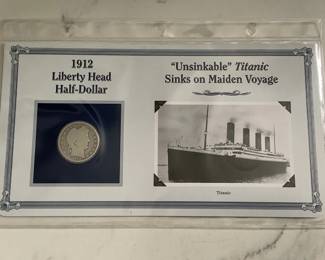 1912
Liberty Head
Half-Dollar
"Unsinkable" Titanic
Sinks on Maiden Voyage
Titanic